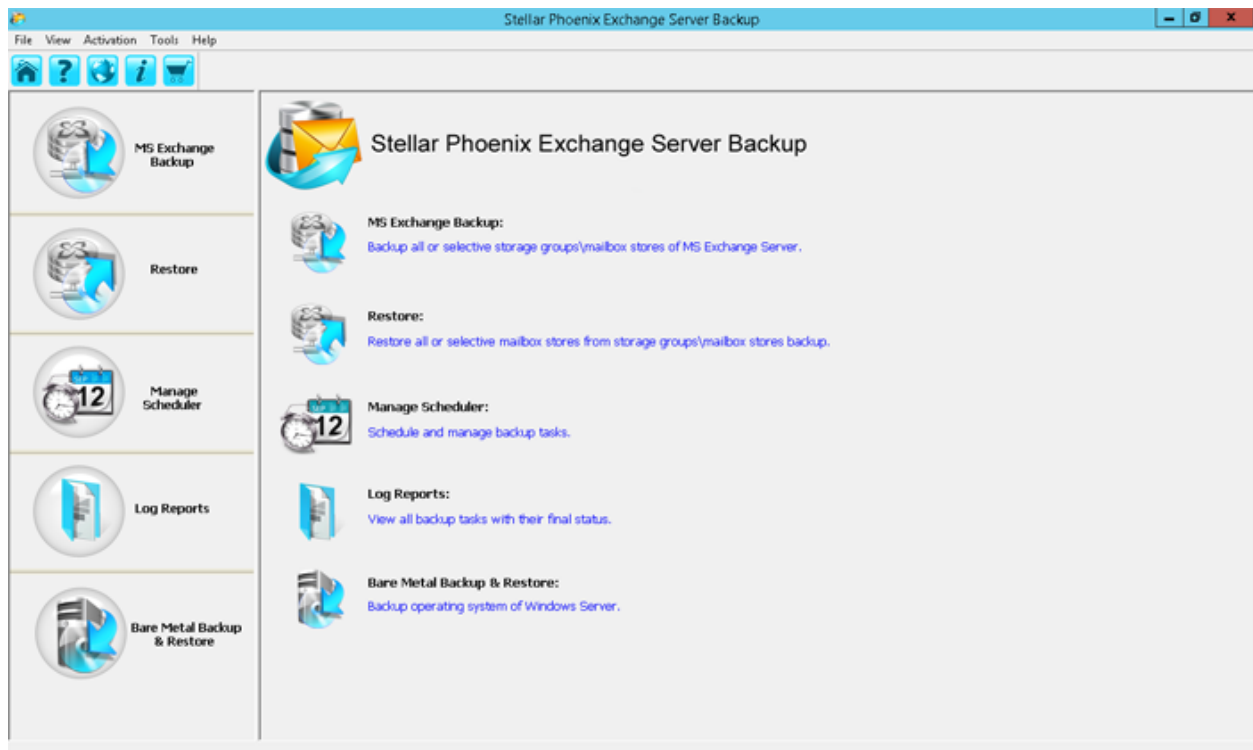 Stellar Phoenix Exchange Server Backup
File View Activation Tools Help
MS Exchange
Backup
Restore
Manage
Scheduler
Log Reports
Bare Metal Backup
& Restore
Stellar Phoenix Exchange Server Backup
MS Exchange Backup:
Backup all or selective storage groups\mailbox stores of MS Exchange Server.
Restore:
Restore all or selective mailbox stores from storage groups\mailbox stores backup.
12
Manage Scheduler:
Schedule and manage backup tasks.
12
Log Reports:
View all backup tasks with their final status.
Bare Metal Backup & Restore:
Backup operating system of Windows Server.